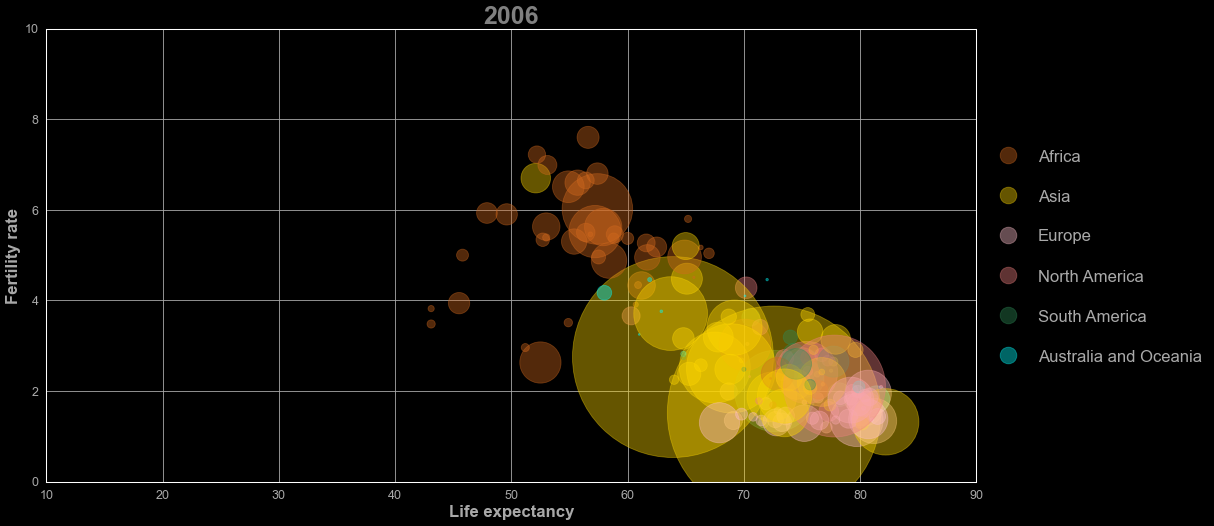 2006
10
8
6
4
2
0
Fertility rate
10 20 30 40 50 60 70 80 90
Life expectancy
Africa
Asia
Europe
North America
South America
Australia and Oceania